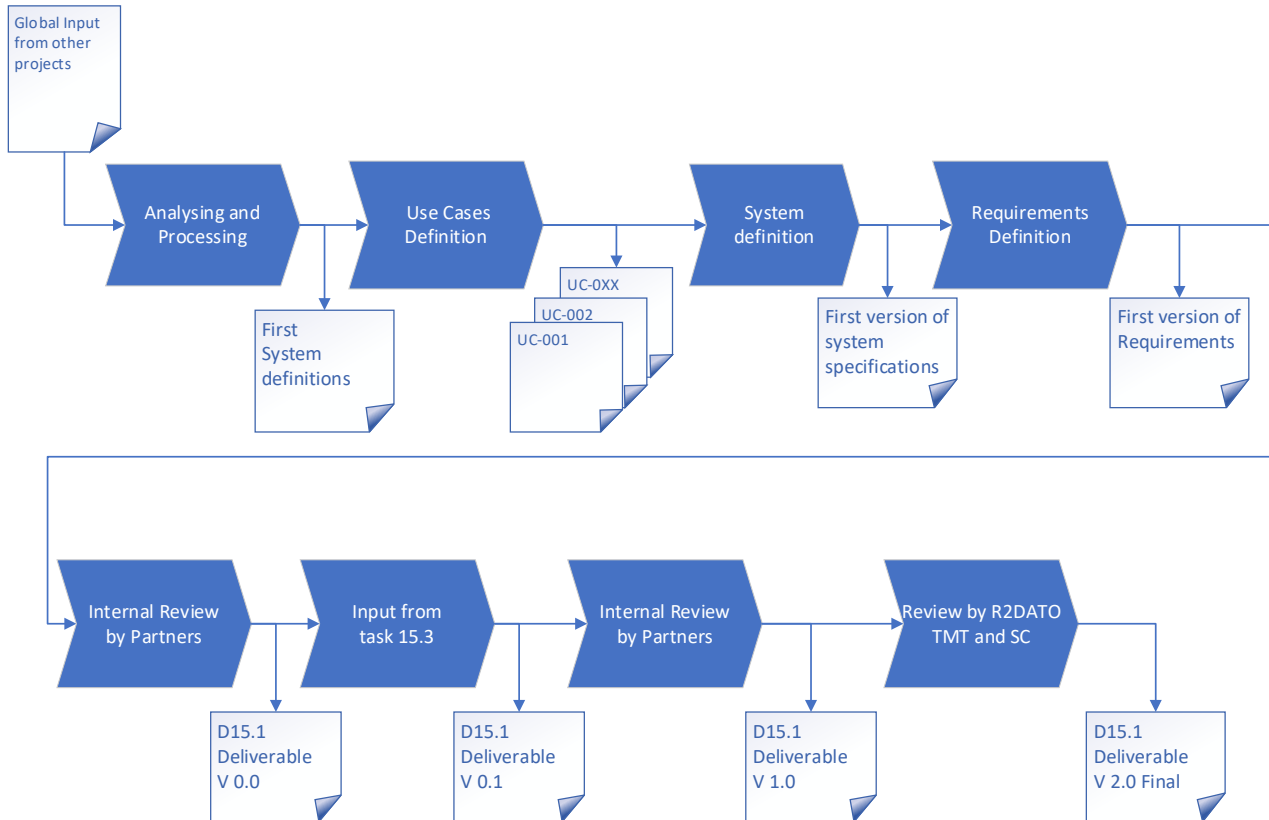 Global Input
from other
projects
Analysing and
Processing
Use Cases
Definition
System
definition
Requirements
Definition
First
System
definitions
UC-0XX
UC-002
UC-001
First version of
system
specifications
First version of
Requirements
Internal Review
by Partners
Input from
task 15.3
Internal Review
by Partners
Review by R2DATO
TMT and SC
D15.1
Deliverable
V 0.0
D15.1
Deliverable
V 0.1
D15.1
Deliverable
V 1.0
D15.1
Deliverable
V 2.0 Final